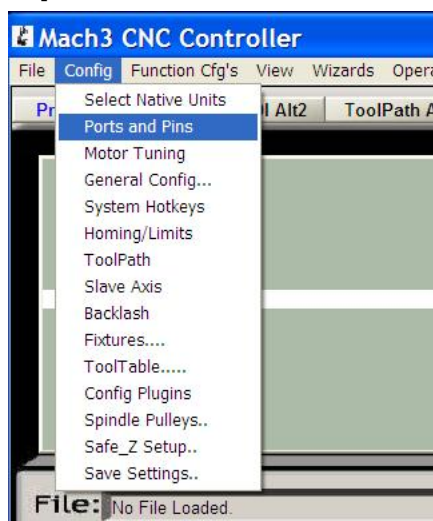 Mach3 CNC Controller
File Config Function Cfg's View Wizards Opera
Pr
Alt2 ToolPath A
Select Native Units
Ports and Pins
Motor Tuning
General Config...
System Hotkeys
Homing/Limits
ToolPath
Slave Axis
Backlash
Fixtures....
ToolTable.....
Config Plugins
Spindle Pulleys..
Safe_Z Setup..
Save Settings..
File: No File Loaded.